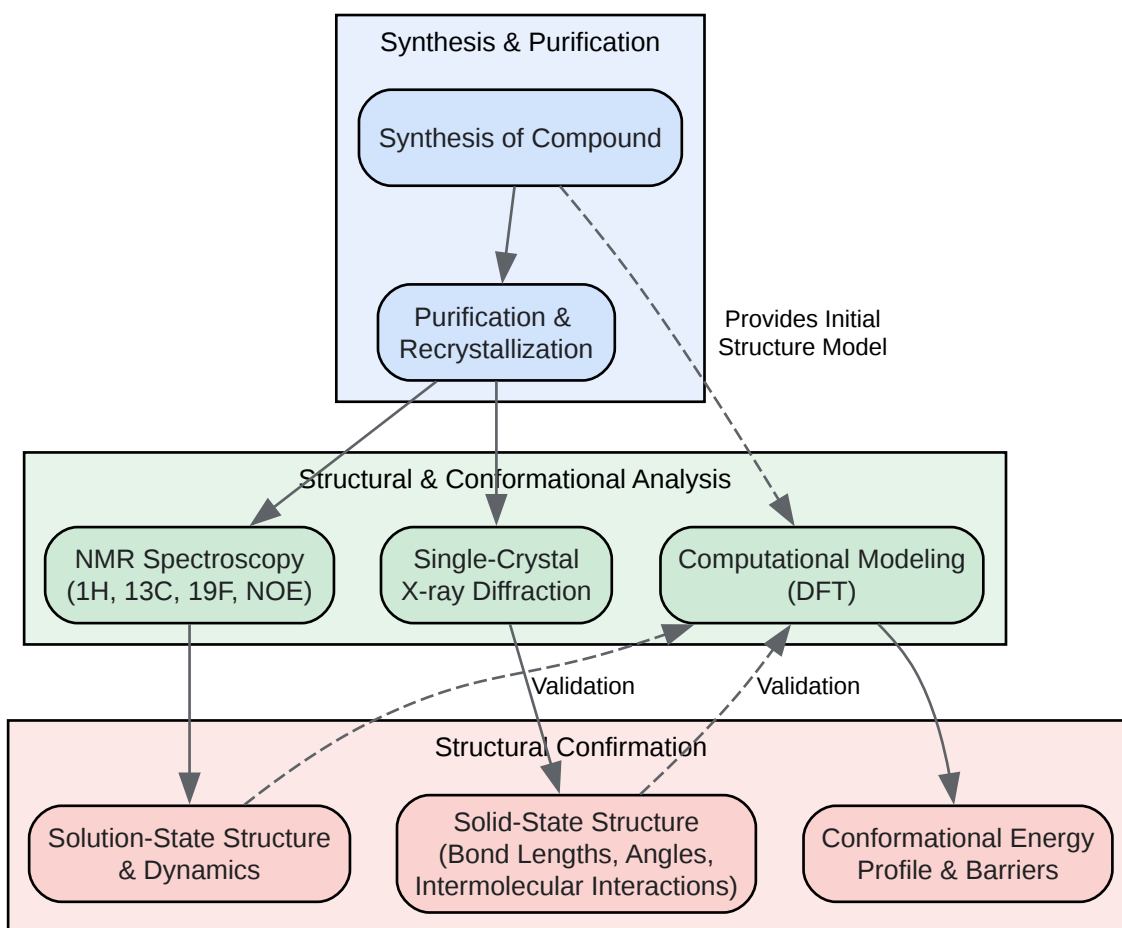 Synthesis & Purification
Synthesis of Compound
Purification &
Recrystallization
Provides Initial
Structure Model
Structural & Conformational Analysis
NMR Spectroscopy
(1H, 13C, 19F, NOE)
Single-Crystal
X-ray Diffraction
Computational Modeling
(DFT)
Validation
Validation
Structural Confirmation
Solution-State Structure
& Dynamics
Solid-State Structure
(Bond Lengths, Angles,
Intermolecular Interactions)
Conformational Energy
Profile & Barriers